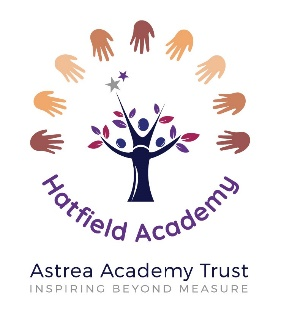 Hatfield Academy
Astrea Academy Trust
INSPIRING BEYOND MEASURE